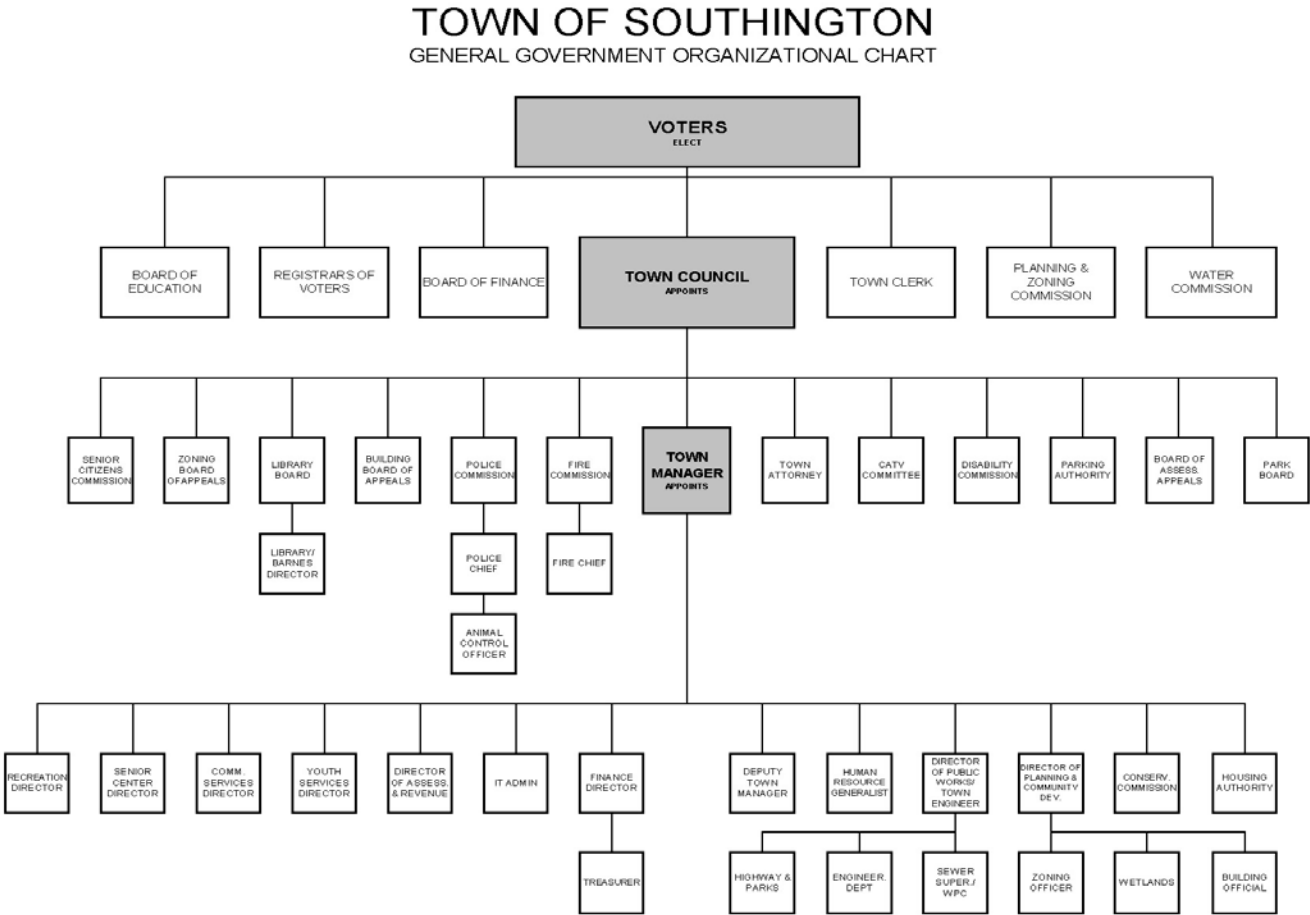 TOWN OF SOUTHINGTON
GENERAL GOVERNMENT ORGANIZATIONAL CHART
VOTERS
ELECT
BOARD OF
EDUCATION
REGISTRARS OF
VOTERS
BOARD OF FINANCE
TOWN COUNCIL
APPOINTS
TOWN CLERK
PLANNING &
ZONING
COMMISSION
WATER
COMMISSION
SENIOR
CITIZENS
COMMISSION
ZONING
BOARD
OF APPEALS
LIBRARY
BOARD
BUILDING
BOARD OF
APPEALS
POLICE
COMMISSION
FIRE
COMMISSION
TOWN
MANAGER
APPOINTS
TOWN
ATTORNEY
CATV
COMMITTEE
DISABILITY
COMMISSION
PARKING
AUTHORITY
BOARD OF
ASSESS.
APPEALS
PARK
BOARD
LIBRARY/
BARNES
DIRECTOR
POLICE
CHIEF
FIRE CHIEF
ANIMAL
CONTROL
OFFICER
RECREATION
DIRECTOR
SENIOR
CENTER
DIRECTOR
COMM.
SERVICES
DIRECTOR
YOUTH
SERVICES
DIRECTOR
DIRECTOR
OF ASSESS.
& REVENUE
IT ADMIN
FINANCE
DIRECTOR
DEPUTY
TOWN
MANAGER
HUMAN
RESOURCE
GENERALIST
DIRECTOR
OF PUBLIC
WORKS/
TOWN
ENGINEER
DIRECTOR OF
PLANNING &
COMMUNITY
DEV.
CONSERV.
COMMISSION
HOUSING
AUTHORITY
TREASURER
HIGHWAY &
PARKS
ENGINEER.
DEPT
SEWER
SUPER./
WPC
ZONING
OFFICER
WETLANDS
BUILDING
OFFICIAL